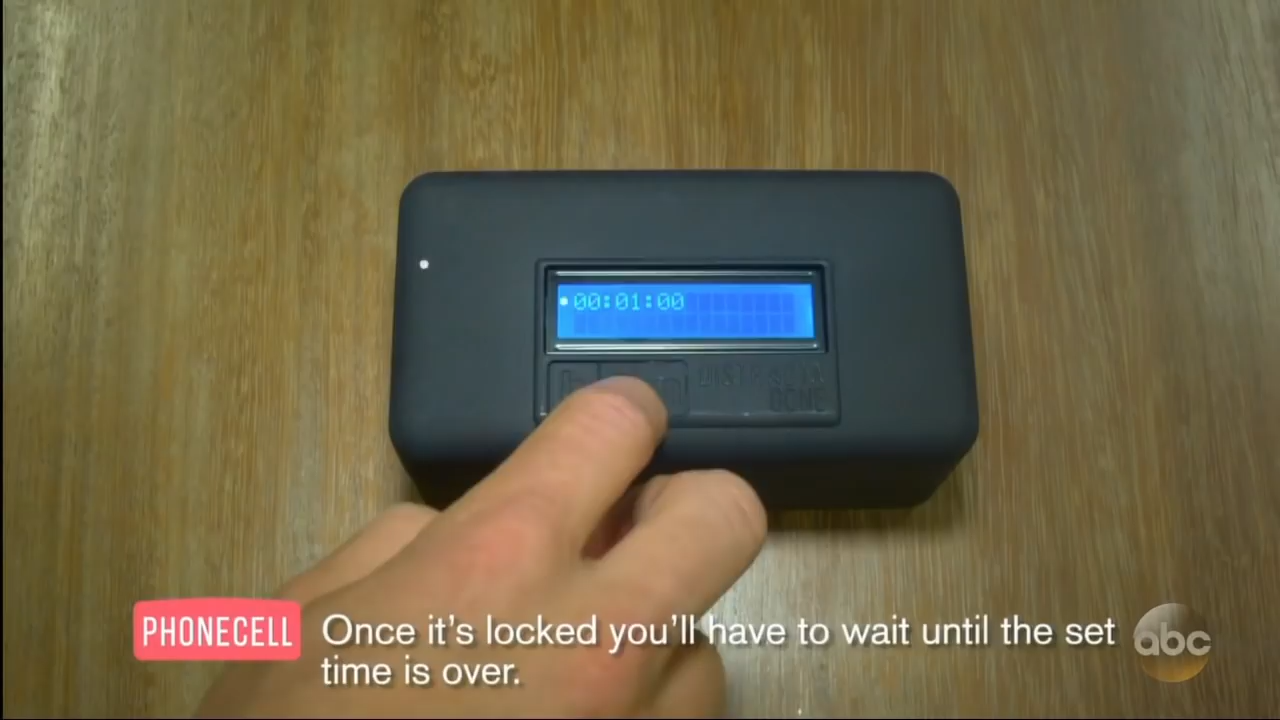 00:01:00
PHONECELL
Once it's locked you'll have to wait until the set
time is over.
abc